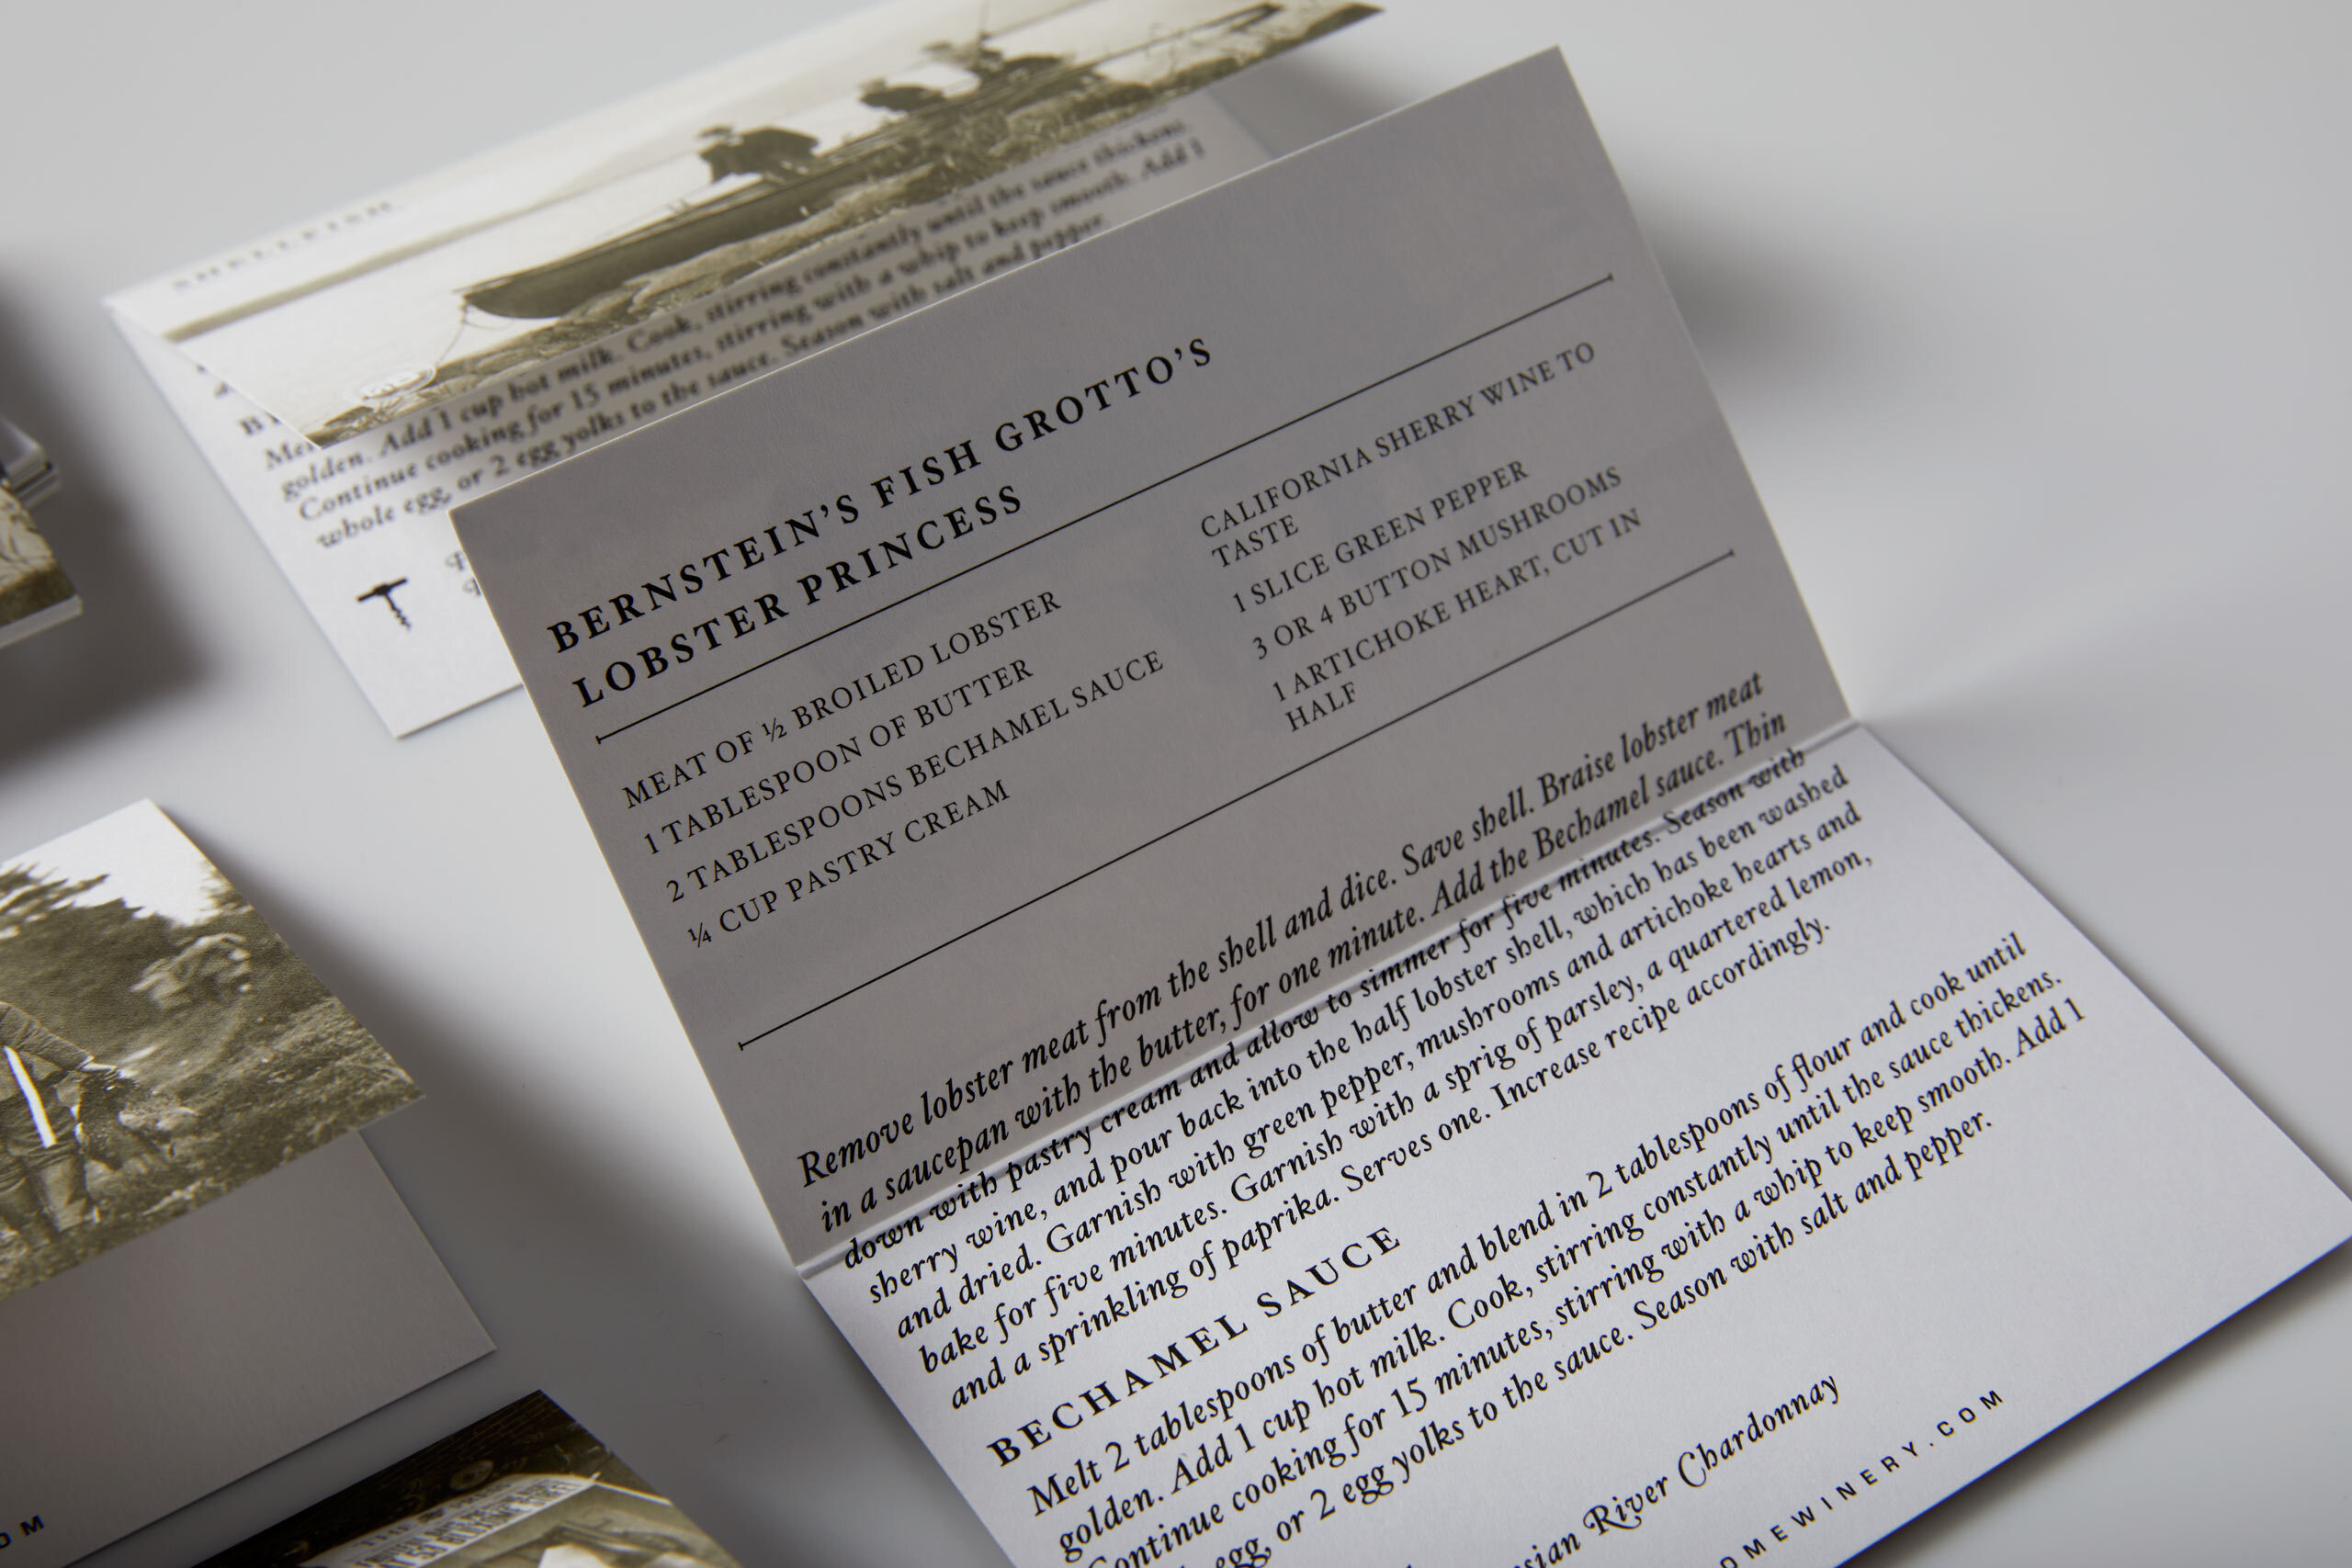 SHELLFISH
golden. Add 1 cup hot milk. Cook, stirring constantly until the sauce thickens.
Continue cooking for 15 minutes, stirring with a whip to keep smooth. Add 1
whole egg, or 2 egg yolks to the sauce. Season with salt and pepper.
BERNSTEIN'S FISH GROTTO'S
LOBSTER PRINCESS
MEAT OF ½ BROILED LOBSTER
1 TABLESPOON OF BUTTER
2 TABLESPOONS BECHAMEL SAUCE
¼ CUP PASTRY CREAM
CALIFORNIA SHERRY WINE TO
TASTE
1 SLICE GREEN PEPPER
3 OR 4 BUTTON MUSHROOMS
1 ARTICHOKE HEART, CUT IN
HALF
Remove lobster meat from the shell and dice. Save shell. Braise lobster meat
in a saucepan with the butter, for one minute. Add the Bechamel sauce. Thin
down with pastry cream and allow to simmer for five minutes. Season with
sherry wine, and pour back into the half lobster shell, which has been washed
and dried. Garnish with green pepper, mushrooms and artichoke hearts and
bake for five minutes. Garnish with a sprig of parsley, a quartered lemon,
and a sprinkling of paprika. Serves one. Increase recipe accordingly.
BECHAMEL SAUCE
Melt 2 tablespoons of butter and blend in 2 tablespoons of flour and cook until
golden. Add 1 cup hot milk. Cook, stirring constantly until the sauce thickens.
Continue cooking for 15 minutes, stirring with a whip to keep smooth. Add 1
egg, or 2 egg yolks to the sauce. Season with salt and pepper.
River Chardonnay
OMEWINERY.COM